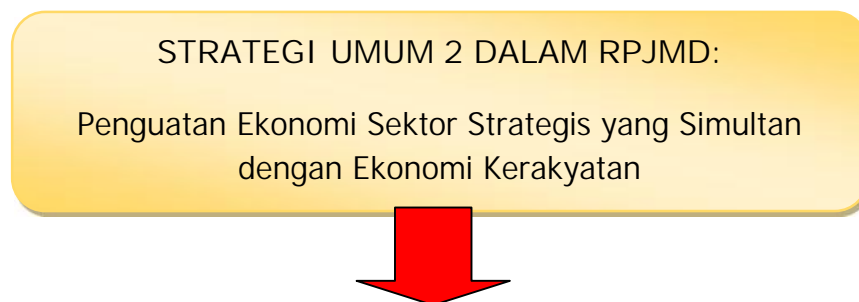 STRATEGI UMUM 2 DALAM RPJMD:
Penguatan Ekonomi Sektor Strategis yang Simultan
dengan Ekonomi Kerakyatan